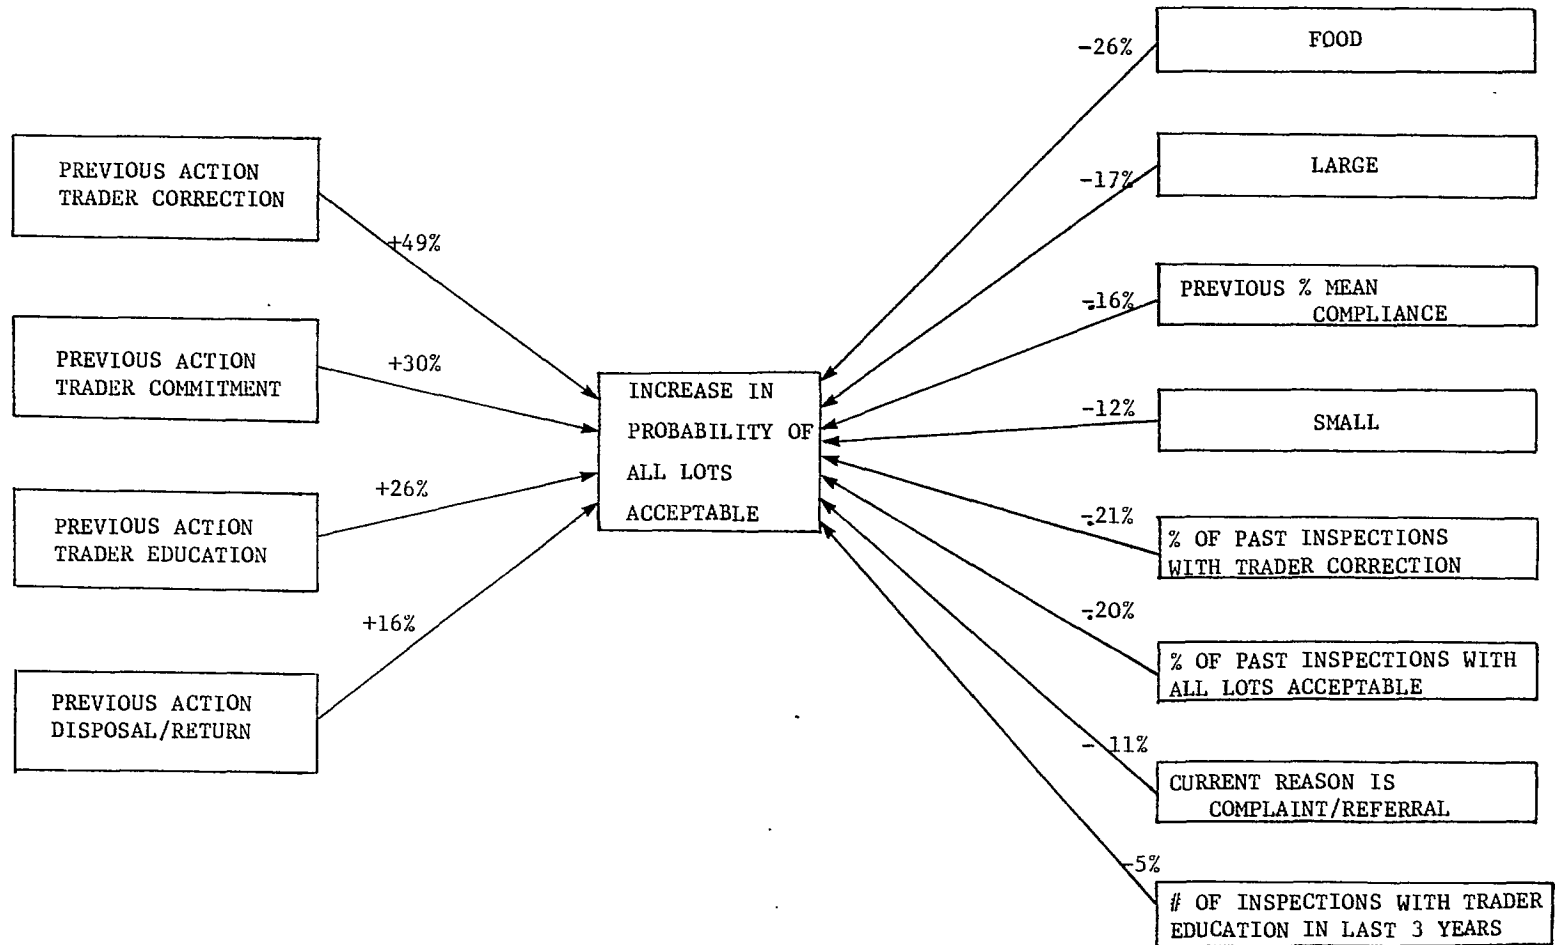 PREVIOUS ACTION
TRADER CORRECTION
+49%
PREVIOUS ACTION
TRADER COMMITMENT
+30%
PREVIOUS ACTION
TRADER EDUCATION
+26%
PREVIOUS ACTION
DISPOSAL/RETURN
+16%
INCREASE IN
PROBABILITY OF
ALL LOTS
ACCEPTABLE
-26%
FOOD
-17%
LARGE
-16%
PREVIOUS % MEAN
COMPLIANCE
-12%
SMALL
-21%
% OF PAST INSPECTIONS
WITH TRADER CORRECTION
-20%
% OF PAST INSPECTIONS WITH
ALL LOTS ACCEPTABLE
- 11%
CURRENT REASON IS
COMPLAINT/REFERRAL
-5%
# OF INSPECTIONS WITH TRADER
EDUCATION IN LAST 3 YEARS